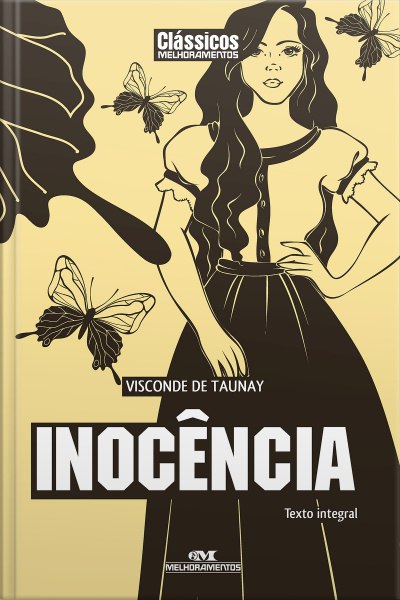 Clássicos
MELHORAMENTOS
VISCONDE DE TAUNAY
INOCÊNCIA
Texto integral
M
MELHORAMENTOS